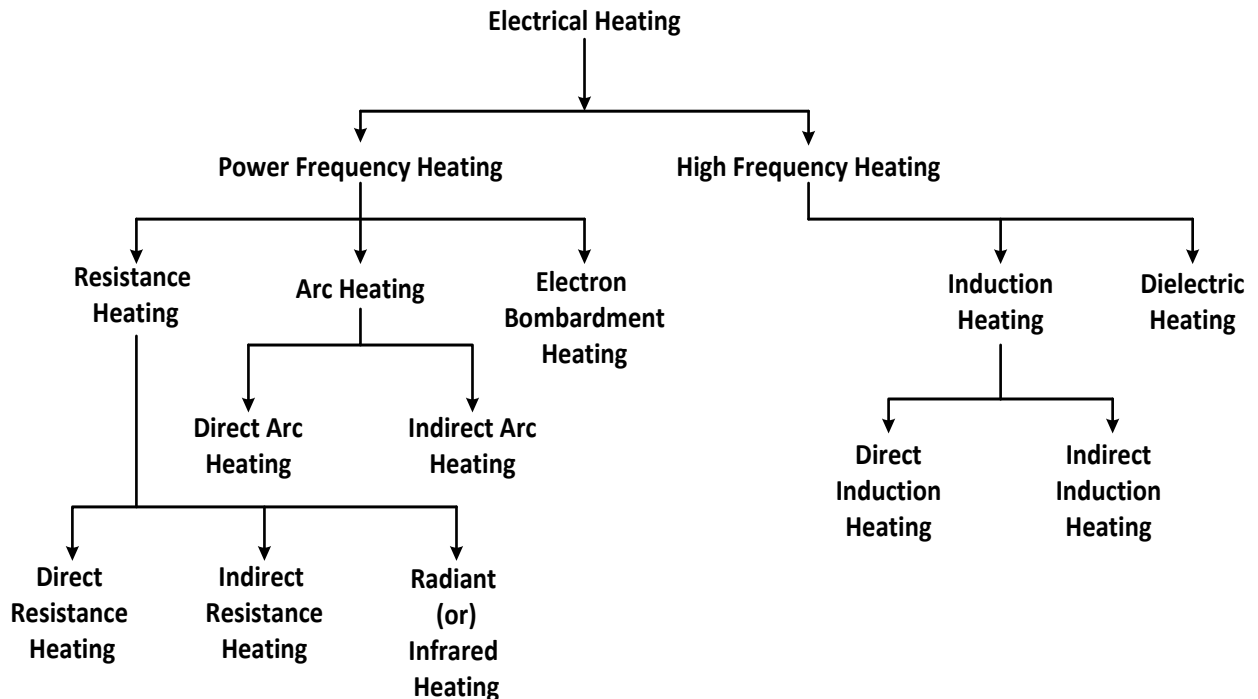 Electrical Heating
Power Frequency Heating
High Frequency Heating
Resistance
Heating
Arc Heating
Electron
Bombardment
Heating
Induction
Heating
Dielectric
Heating
Direct Arc
Heating
Indirect Arc
Heating
Direct
Induction
Heating
Indirect
Induction
Heating
Direct
Resistance
Heating
Indirect
Resistance
Heating
Radiant
(or)
Infrared
Heating